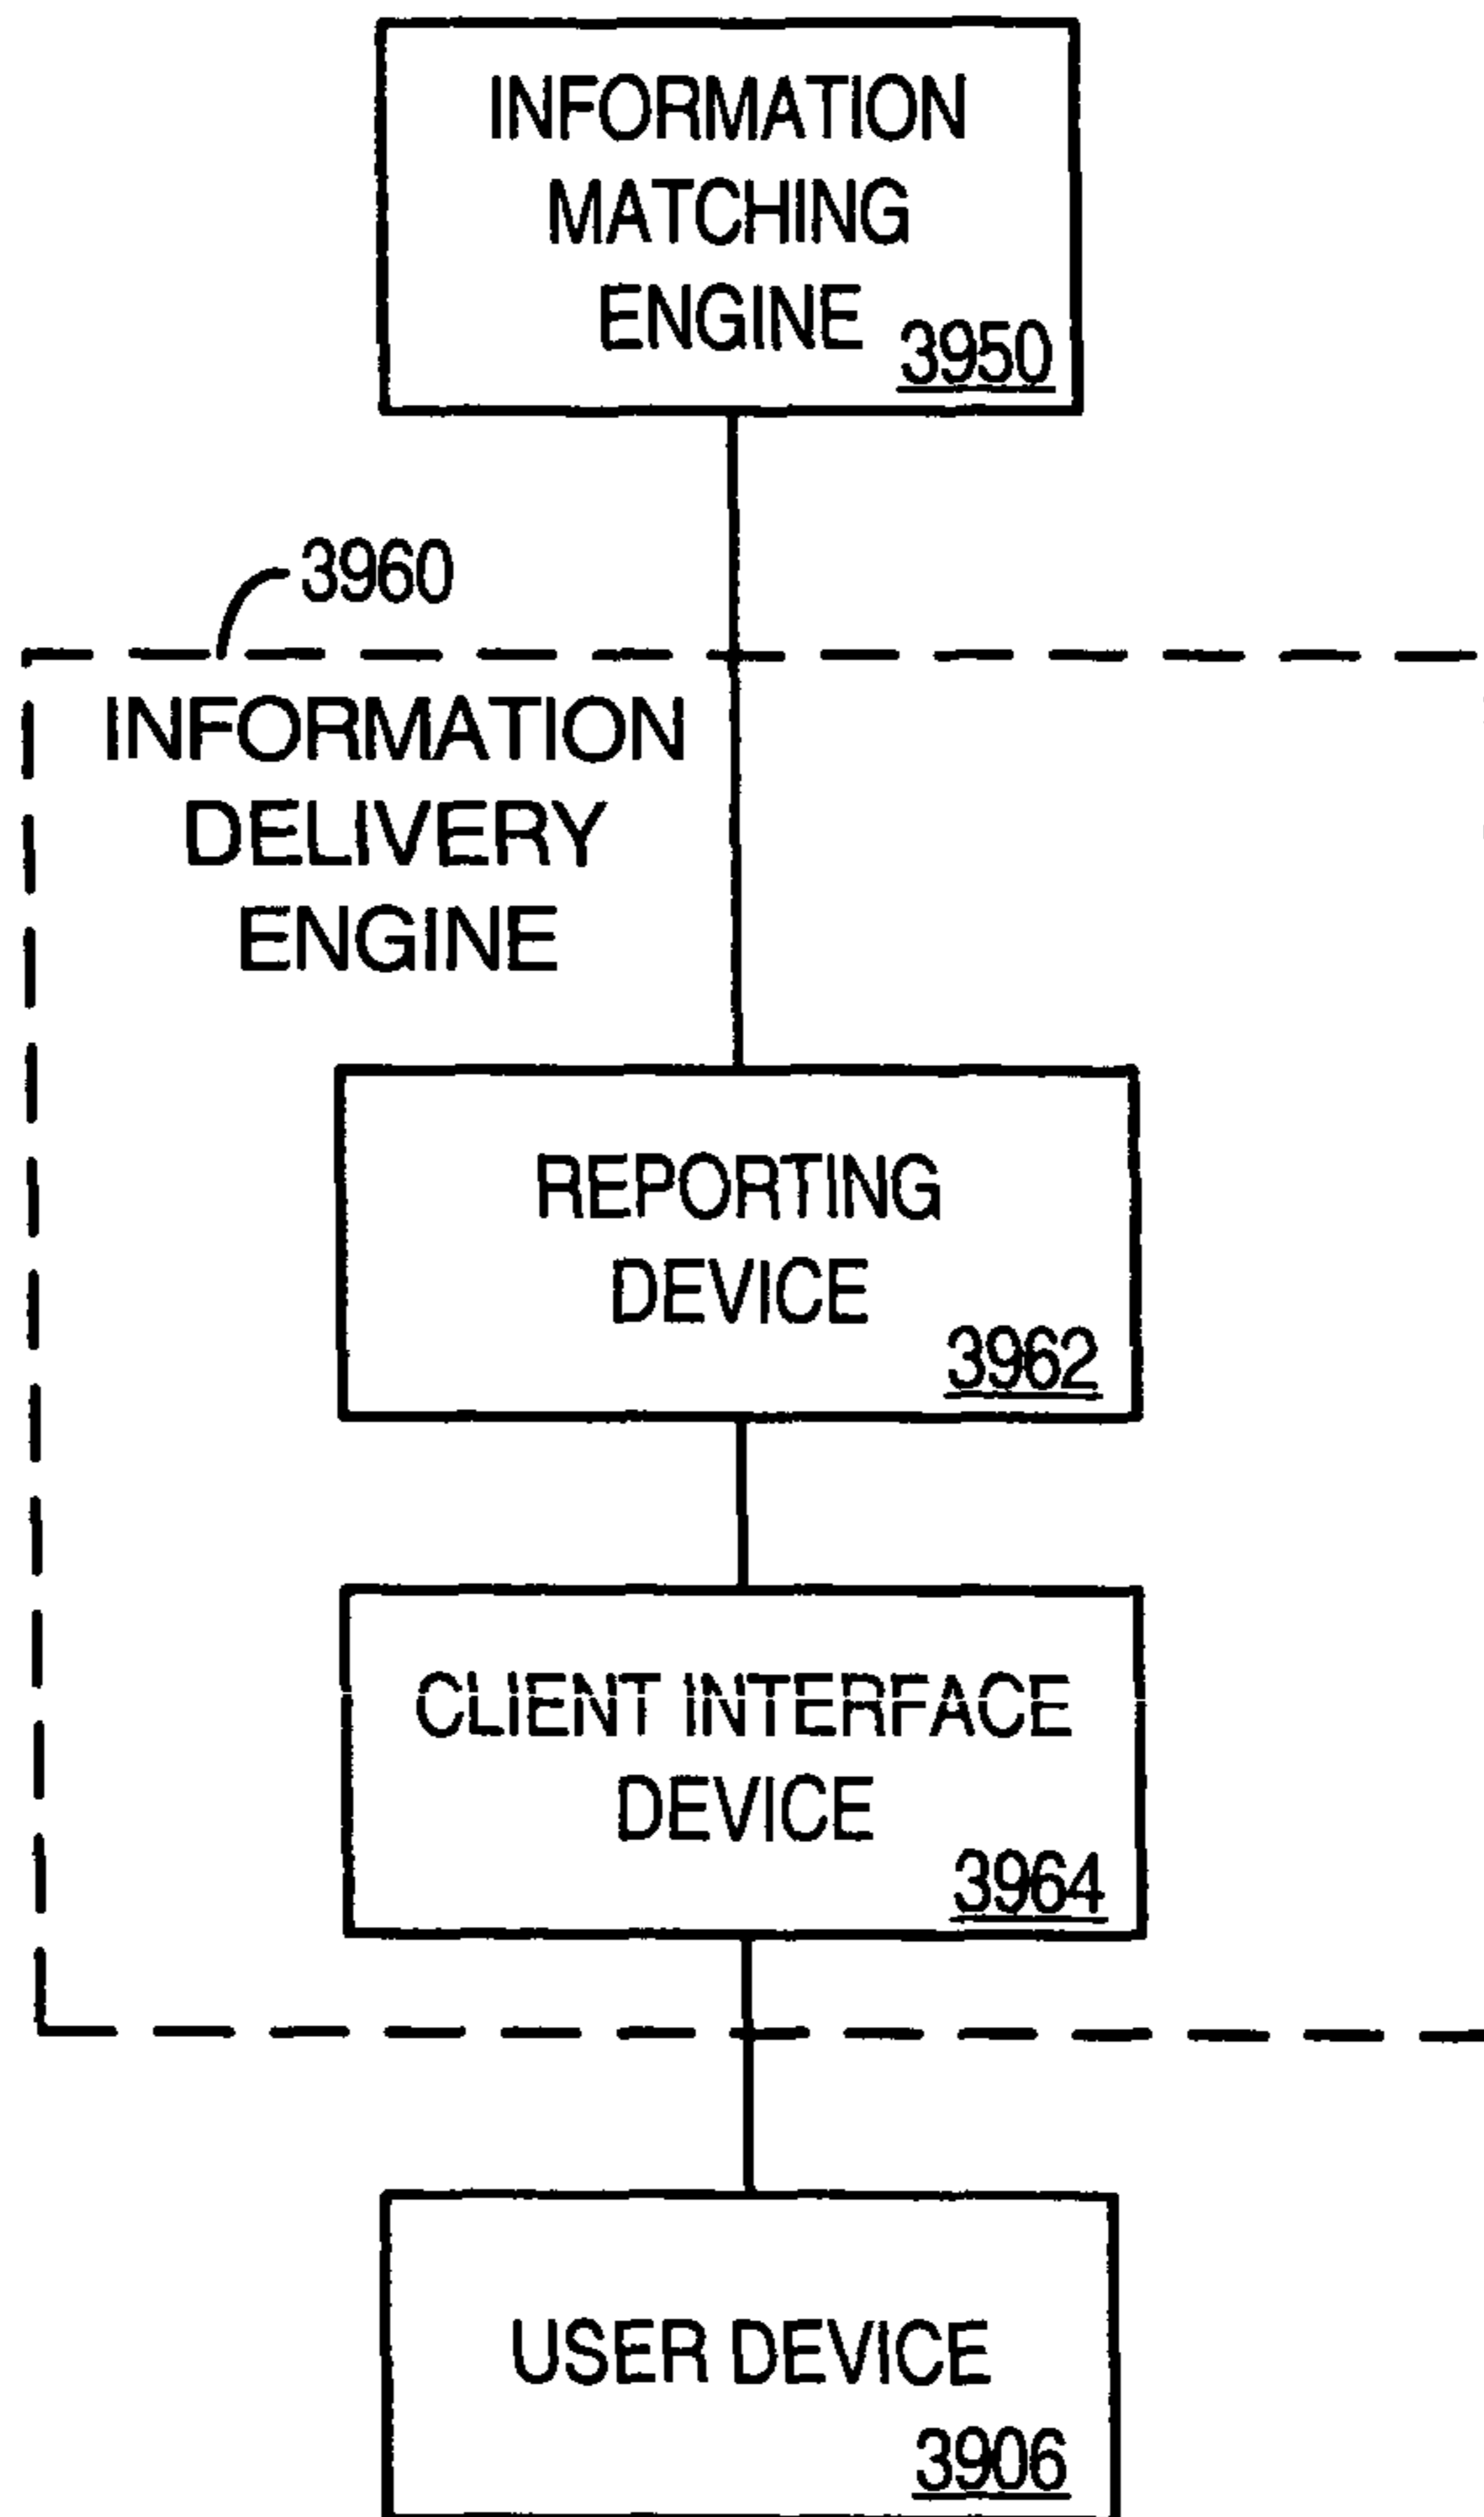 INFORMATION
MATCHING
ENGINE
3950
3960
INFORMATION
DELIVERY
ENGINE
REPORTING
DEVICE
3962
CLIENT INTERFACE
DEVICE
3964
USER DEVICE
3906